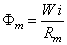 Φₘ = Wi / Rₘ